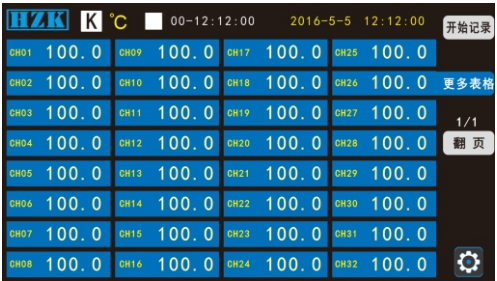 HZK K °C 00-12:12:00 2016-5-5 12:12:00 开始记录
CH01 100.0 CH09 100.0 CH17 100.0 CH25 100.0
CH02 100.0 CH10 100.0 CH18 100.0 CH26 100.0 更多表格
CH03 100.0 CH11 100.0 CH19 100.0 CH27 100.0 1/1
CH04 100.0 CH12 100.0 CH20 100.0 CH28 100.0 翻 页
CH05 100.0 CH13 100.0 CH21 100.0 CH29 100.0
CH06 100.0 CH14 100.0 CH22 100.0 CH30 100.0
CH07 100.0 CH15 100.0 CH23 100.0 CH31 100.0
CH08 100.0 CH16 100.0 CH24 100.0 CH32 100.0